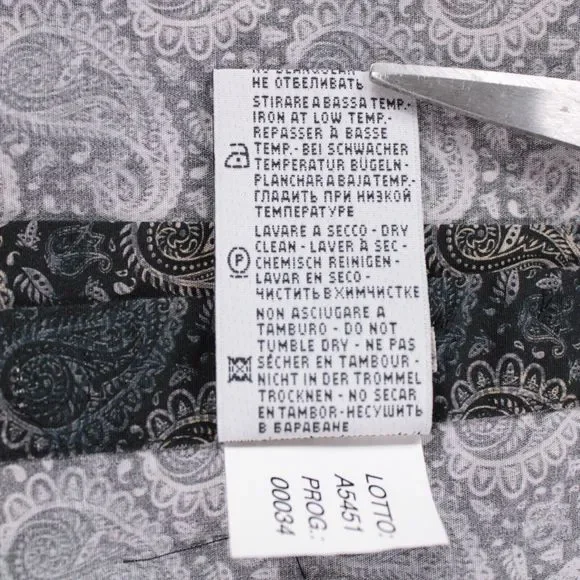 НЕ ОТБЕЛИВАТЬ
STIRARE A BASSA TEMP.-
IRON AT LOW TEMP.-
REPASSER À BASSE
TEMP.- BEI SCHWACHER
TEMPERATUR BÜGELN-
PLANCHAR A BAJA TEMP.-
ГЛАДИТЬ ПРИ НИЗКОЙ
ТЕМПЕРАТУРЕ
LAVARE A SECCO - DRY
CLEAN - LAVER À SEC -
P
CHEMISCH REINIGEN -
LAVAR EN SECO -
ЧИСТИТЬ В ХИМЧИСТКЕ
NON ASCIUGARE A
TAMBURO - DO NOT
TUMBLE DRY - NE PAS
SÉCHER EN TAMBOUR -
NICHT IN DER TROMMEL
TROCKNEN - NO SECAR
EN TAMBOR - НЕ СУШИТЬ
В БАРАБАНЕ
LOTTO:
A5451
PROG.:
00034